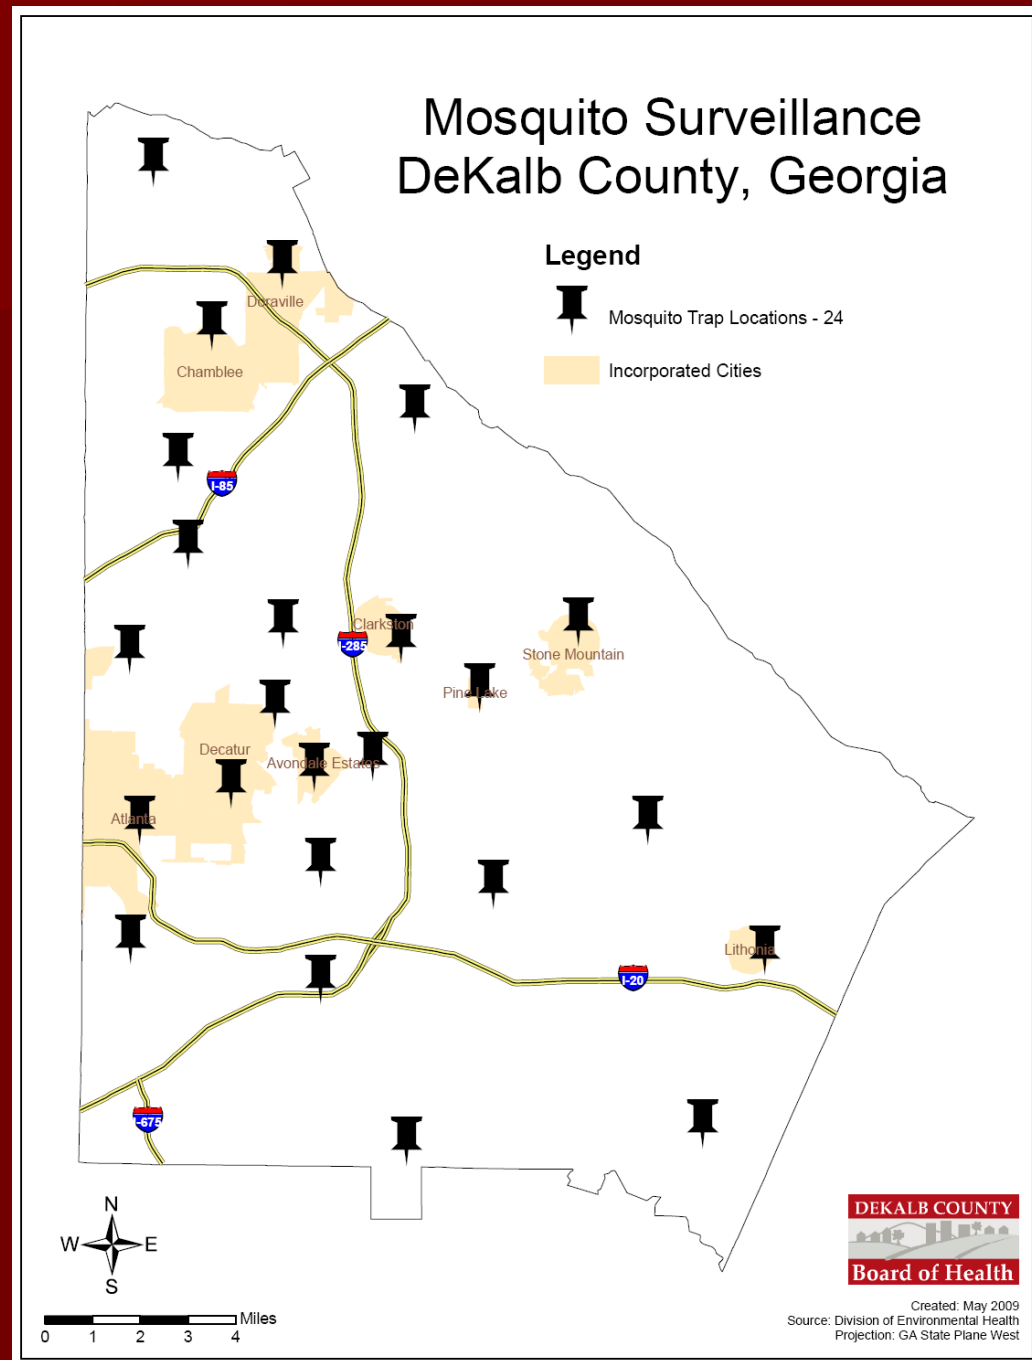 Mosquito Surveillance
DeKalb County, Georgia
Legend
Mosquito Trap Locations - 24
Incorporated Cities
Doraville
Chamblee
I-85
Clarkston
I-285
Stone Mountain
Pine Lake
Decatur
Avondale Estates
Atlanta
Lithonia
I-20
I-675
N
W E
S
DEKALB COUNTY
Board of Health
Miles
0 1 2 3 4
Created: May 2009
Source: Division of Environmental Health
Projection: GA State Plane West